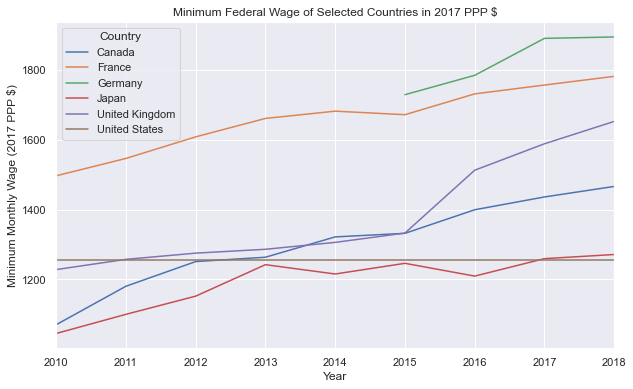 Minimum Federal Wage of Selected Countries in 2017 PPP $
Country
Canada
France
Germany
Japan
United Kingdom
United States
Minimum Monthly Wage (2017 PPP $)
1800
1600
1400
1200
2010 2011 2012 2013 2014 2015 2016 2017 2018
Year